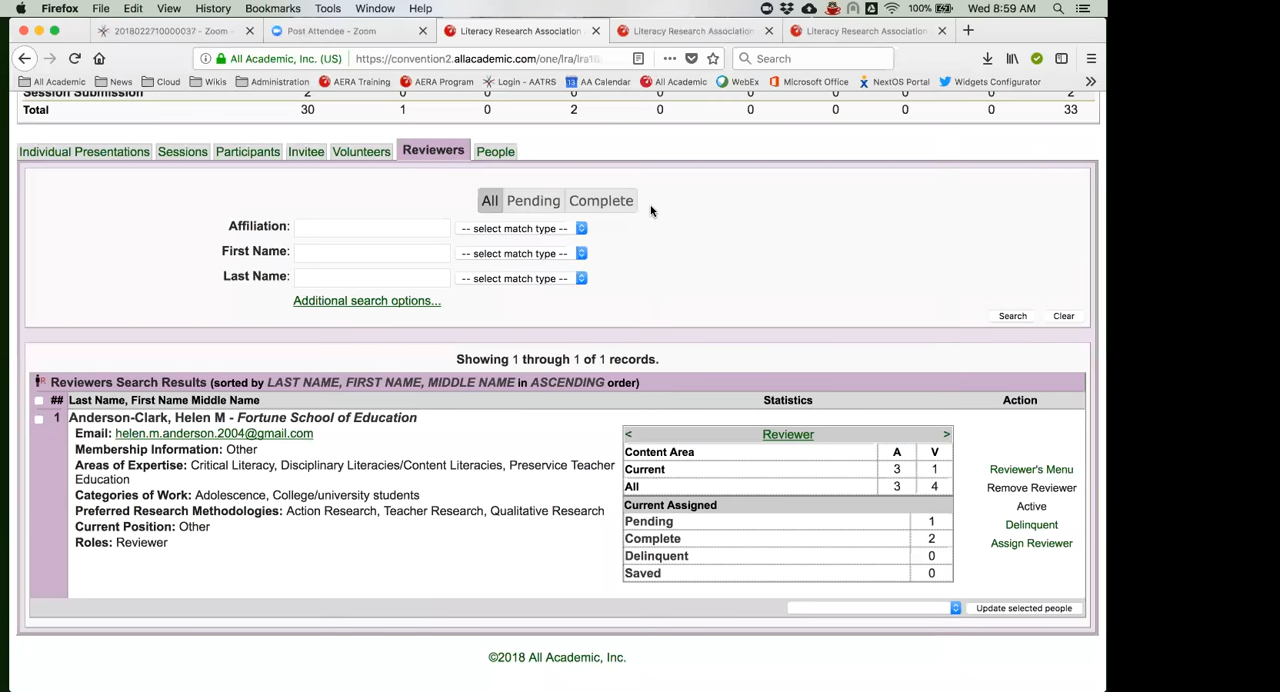 Firefox File Edit View History Bookmarks Tools Window Help 100% Wed 8:59 AM
2018022710000037 - Zoom Post Attendee - Zoom Literacy Research Association Literacy Research Association Literacy Research Association
All Academic, Inc. (US) https://convention2.allacademic.com/one/lra/lra1 Search
All Academic News Cloud Wikis Administration AERA Training AERA Program Login - AATRS AA Calendar All Academic WebEx Microsoft Office NextOS Portal Widgets Configurator
Session Submission 2 0 0 0 0 0 0 0 2
Total 30 1 0 2 0 0 0 0 0 33
Individual Presentations Sessions Participants Invitee Volunteers Reviewers People
All Pending Complete
Affiliation: -- select match type --
First Name: -- select match type --
Last Name: -- select match type --
Additional search options...
Search Clear
Showing 1 through 1 of 1 records.
R Reviewers Search Results (sorted by LAST NAME, FIRST NAME, MIDDLE NAME in ASCENDING order)
## Last Name, First Name Middle Name Statistics Action
1 Anderson-Clark, Helen M - Fortune School of Education
Email: helen.m.anderson.2004@gmail.com
Membership Information: Other
Areas of Expertise: Critical Literacy, Disciplinary Literacies/Content Literacies, Preservice Teacher
Education
Categories of Work: Adolescence, College/university students
Preferred Research Methodologies: Action Research, Teacher Research, Qualitative Research
Current Position: Other
Roles: Reviewer
< Reviewer >
Content Area A V
Current 3 1
All 3 4
Current Assigned
Pending 1
Complete 2
Delinquent 0
Saved 0
Reviewer's Menu
Remove Reviewer
Active
Delinquent
Assign Reviewer
Update selected people
©2018 All Academic, Inc.